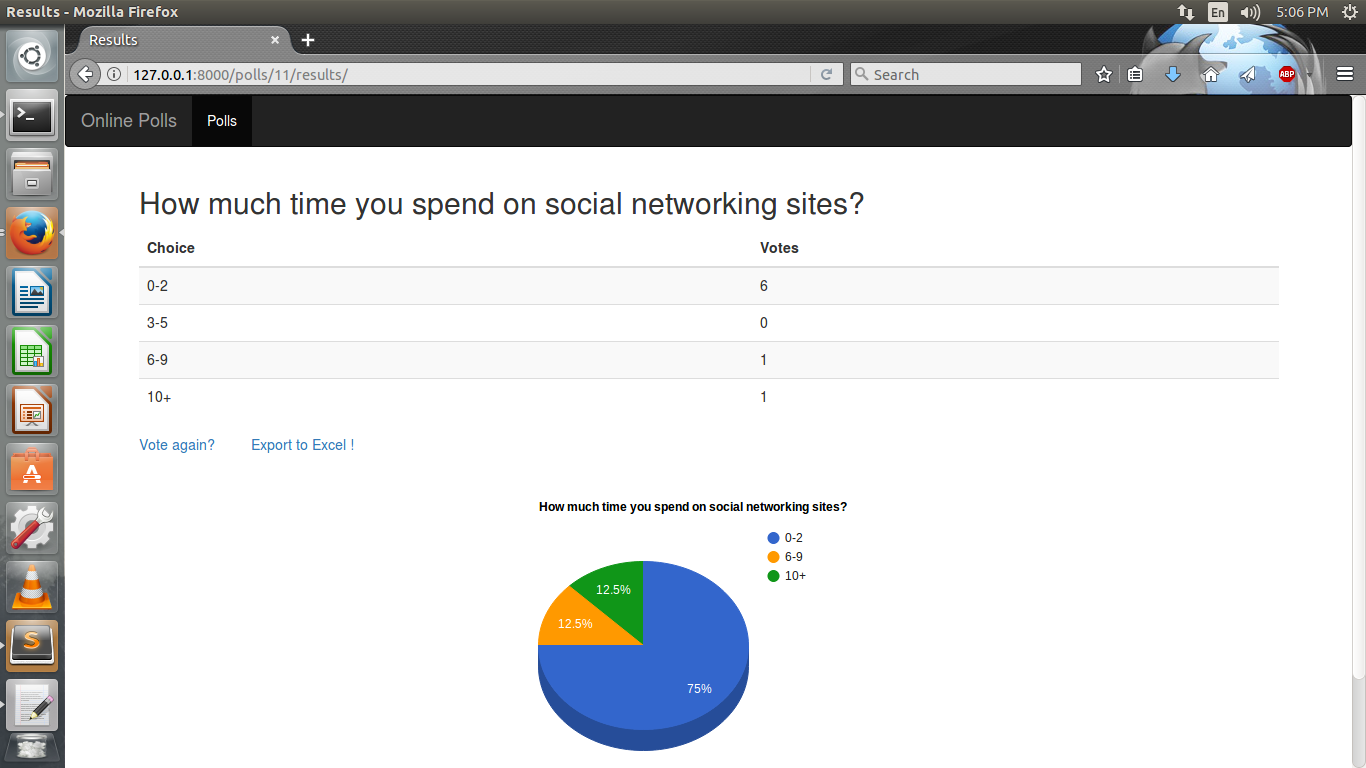 Results - Mozilla Firefox
En
5:06 PM
Results
127.0.0.1:8000/polls/11/results/
Search
ABP
Online Polls
Polls
How much time you spend on social networking sites?
Choice Votes
0-2 6
3-5 0
6-9 1
10+ 1
Vote again? Export to Excel !
How much time you spend on social networking sites?
0-2
6-9
10+
12.5%
12.5%
75%